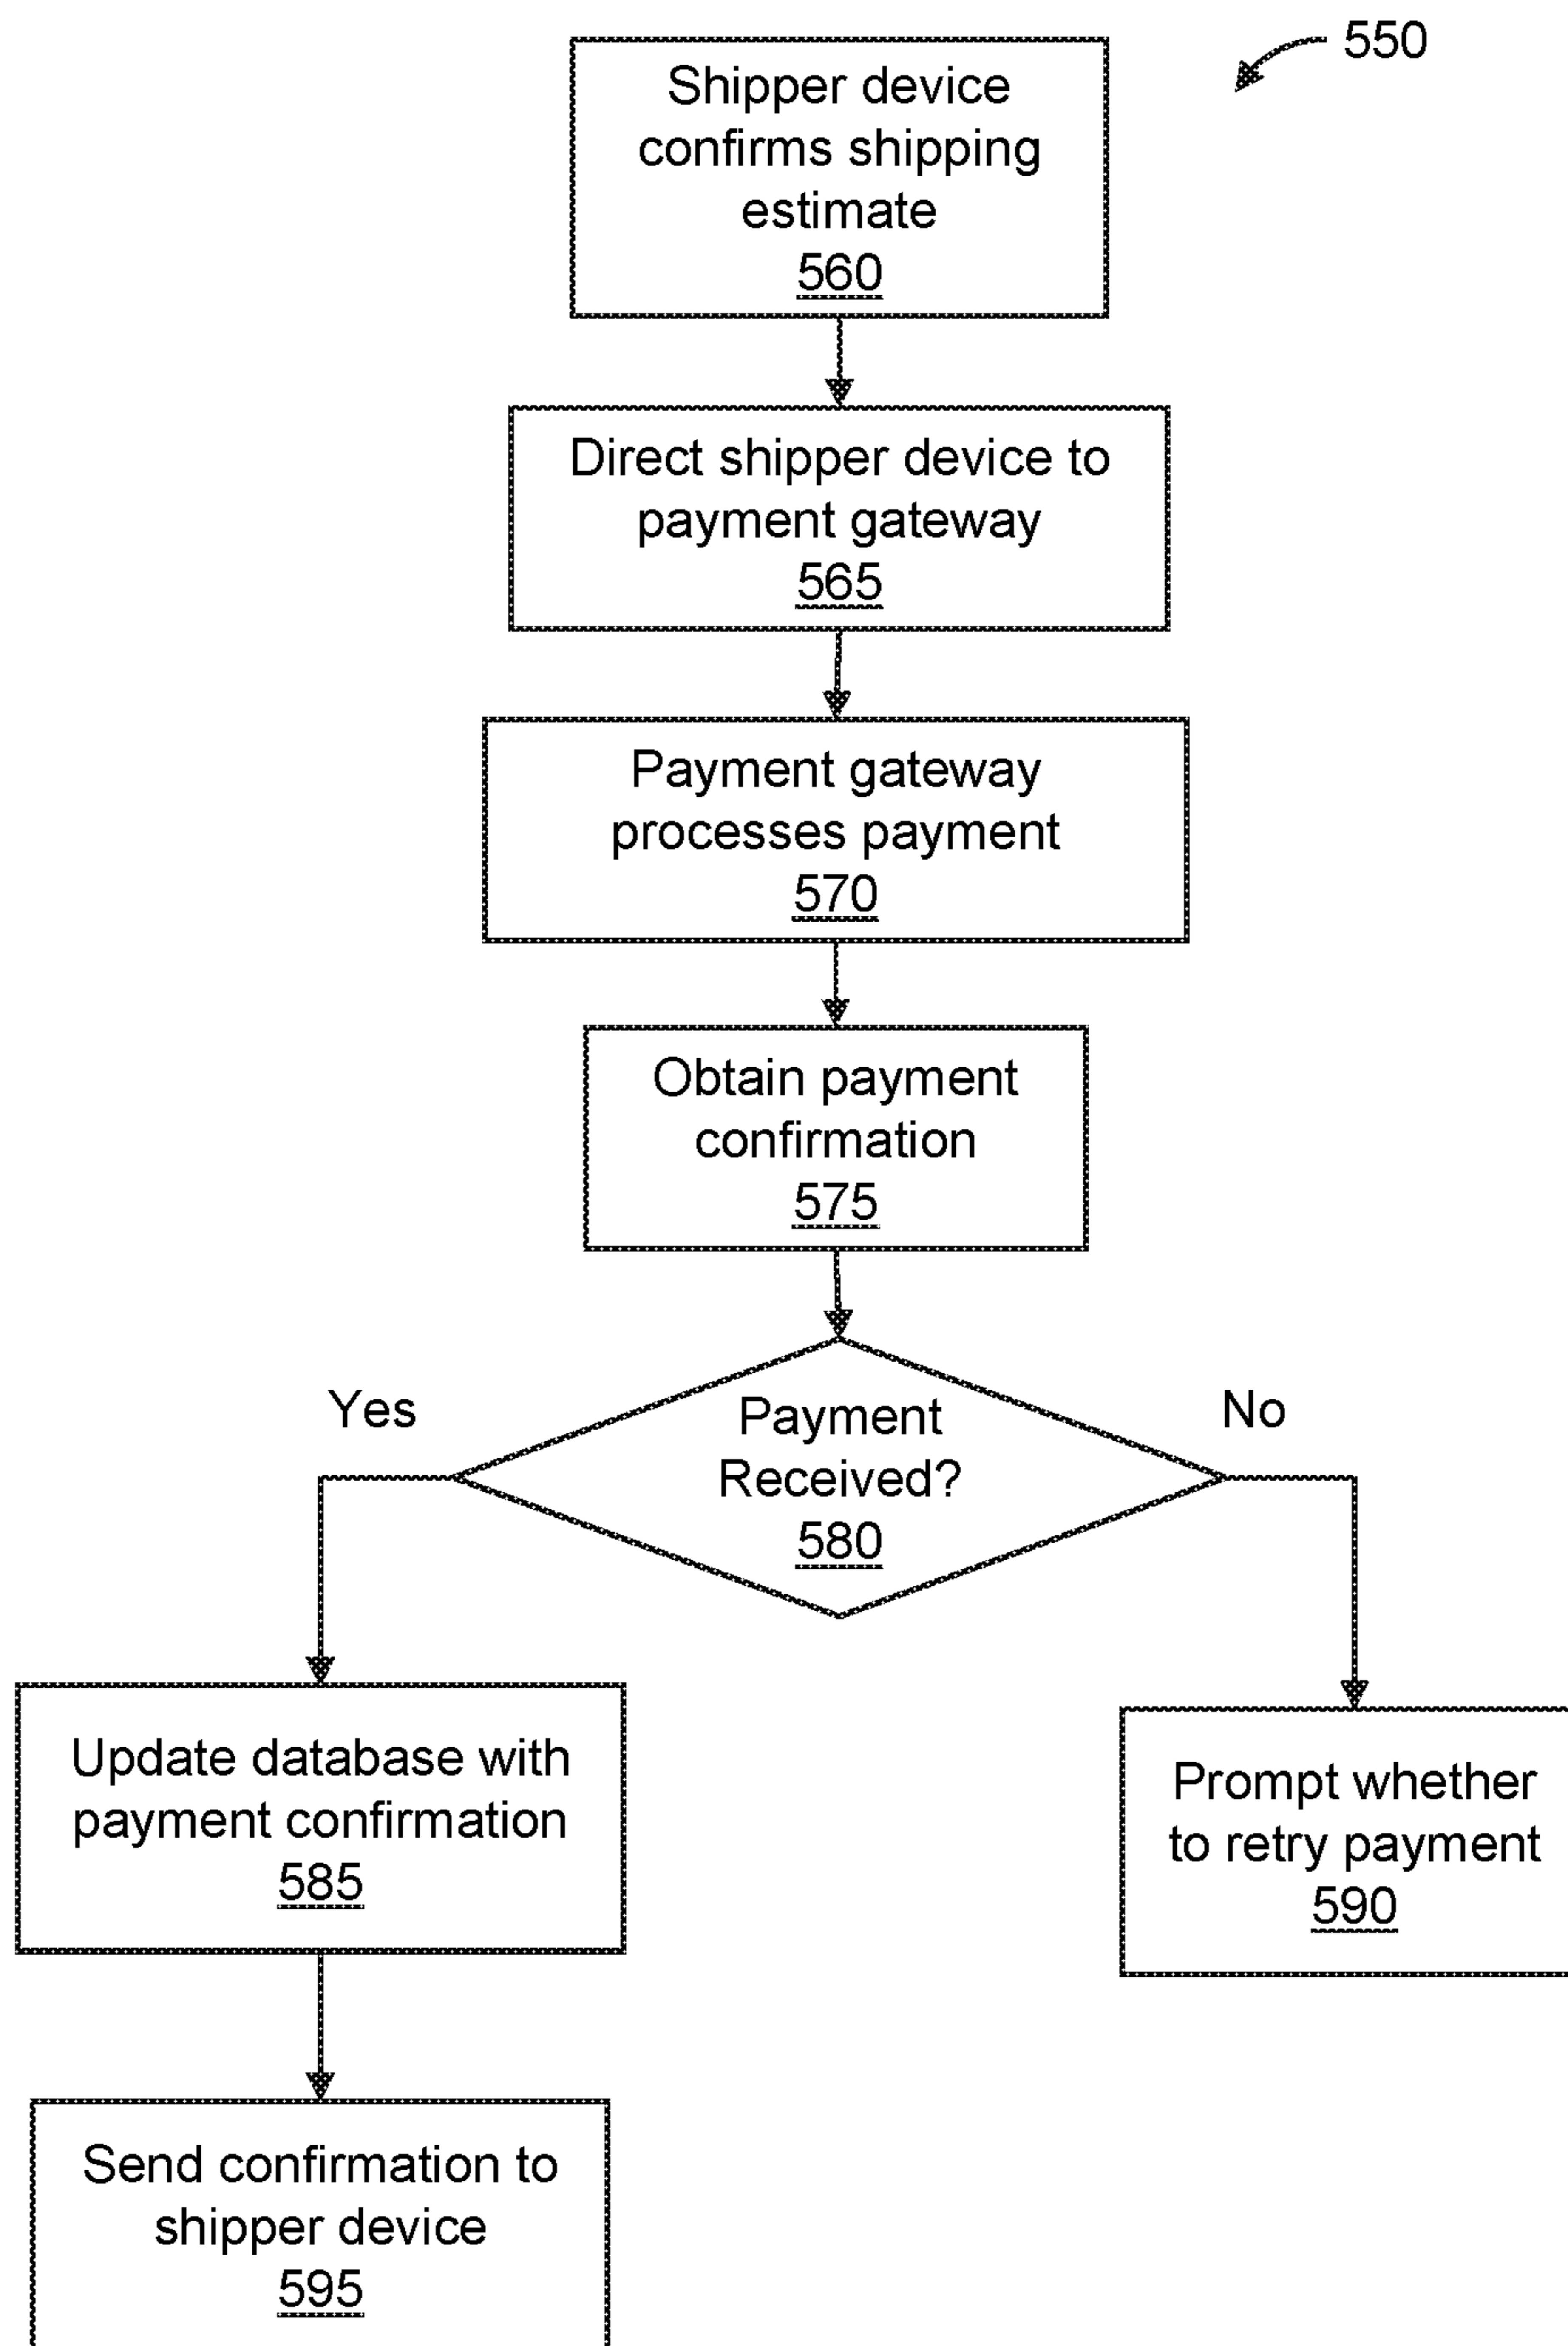 550
Shipper device
confirms shipping
estimate
560
Direct shipper device to
payment gateway
565
Payment gateway
processes payment
570
Obtain payment
confirmation
575
Yes
No
Payment
Received?
580
Update database with
payment confirmation
585
Prompt whether
to retry payment
590
Send confirmation to
shipper device
595